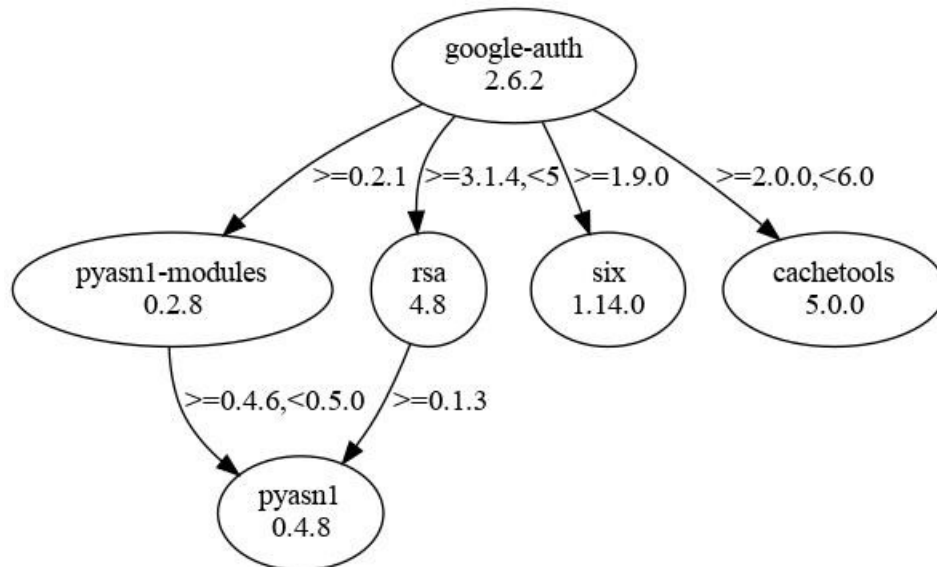 google-auth
2.6.2
>=0.2.1
>=3.1.4,<5
>=1.9.0
>=2.0.0,<6.0
pyasn1-modules
0.2.8
rsa
4.8
six
1.14.0
cachetools
5.0.0
>=0.4.6,<0.5.0
>=0.1.3
pyasn1
0.4.8